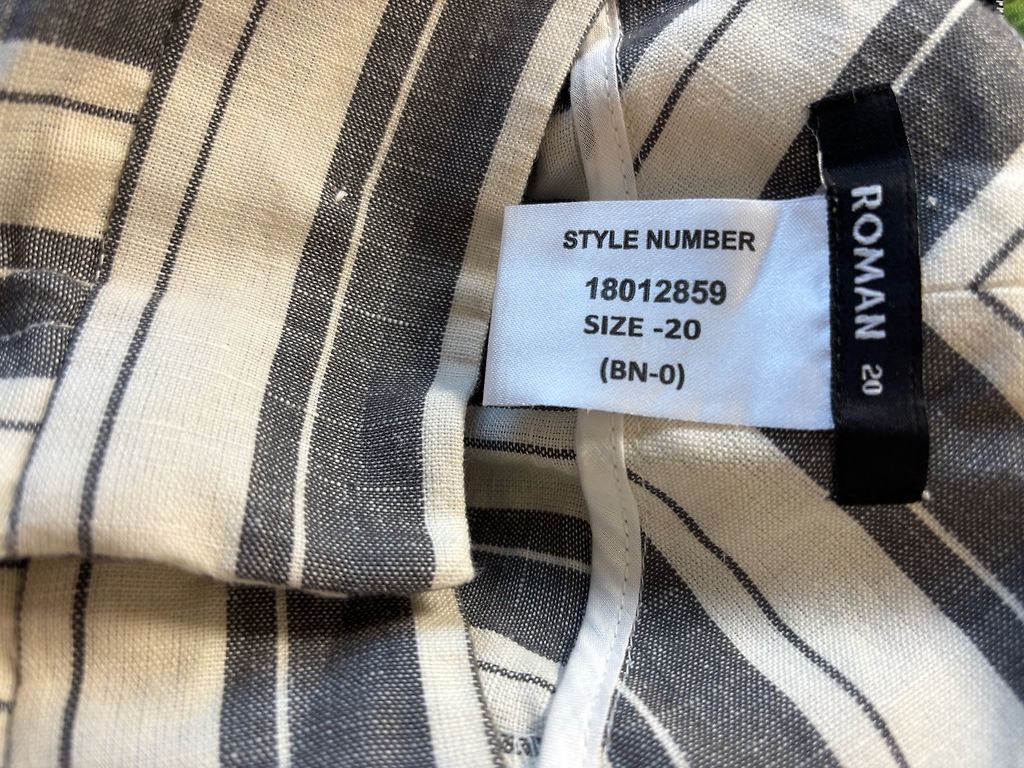 STYLE NUMBER
18012859
SIZE -20
(BN-0)
ROMAN 20